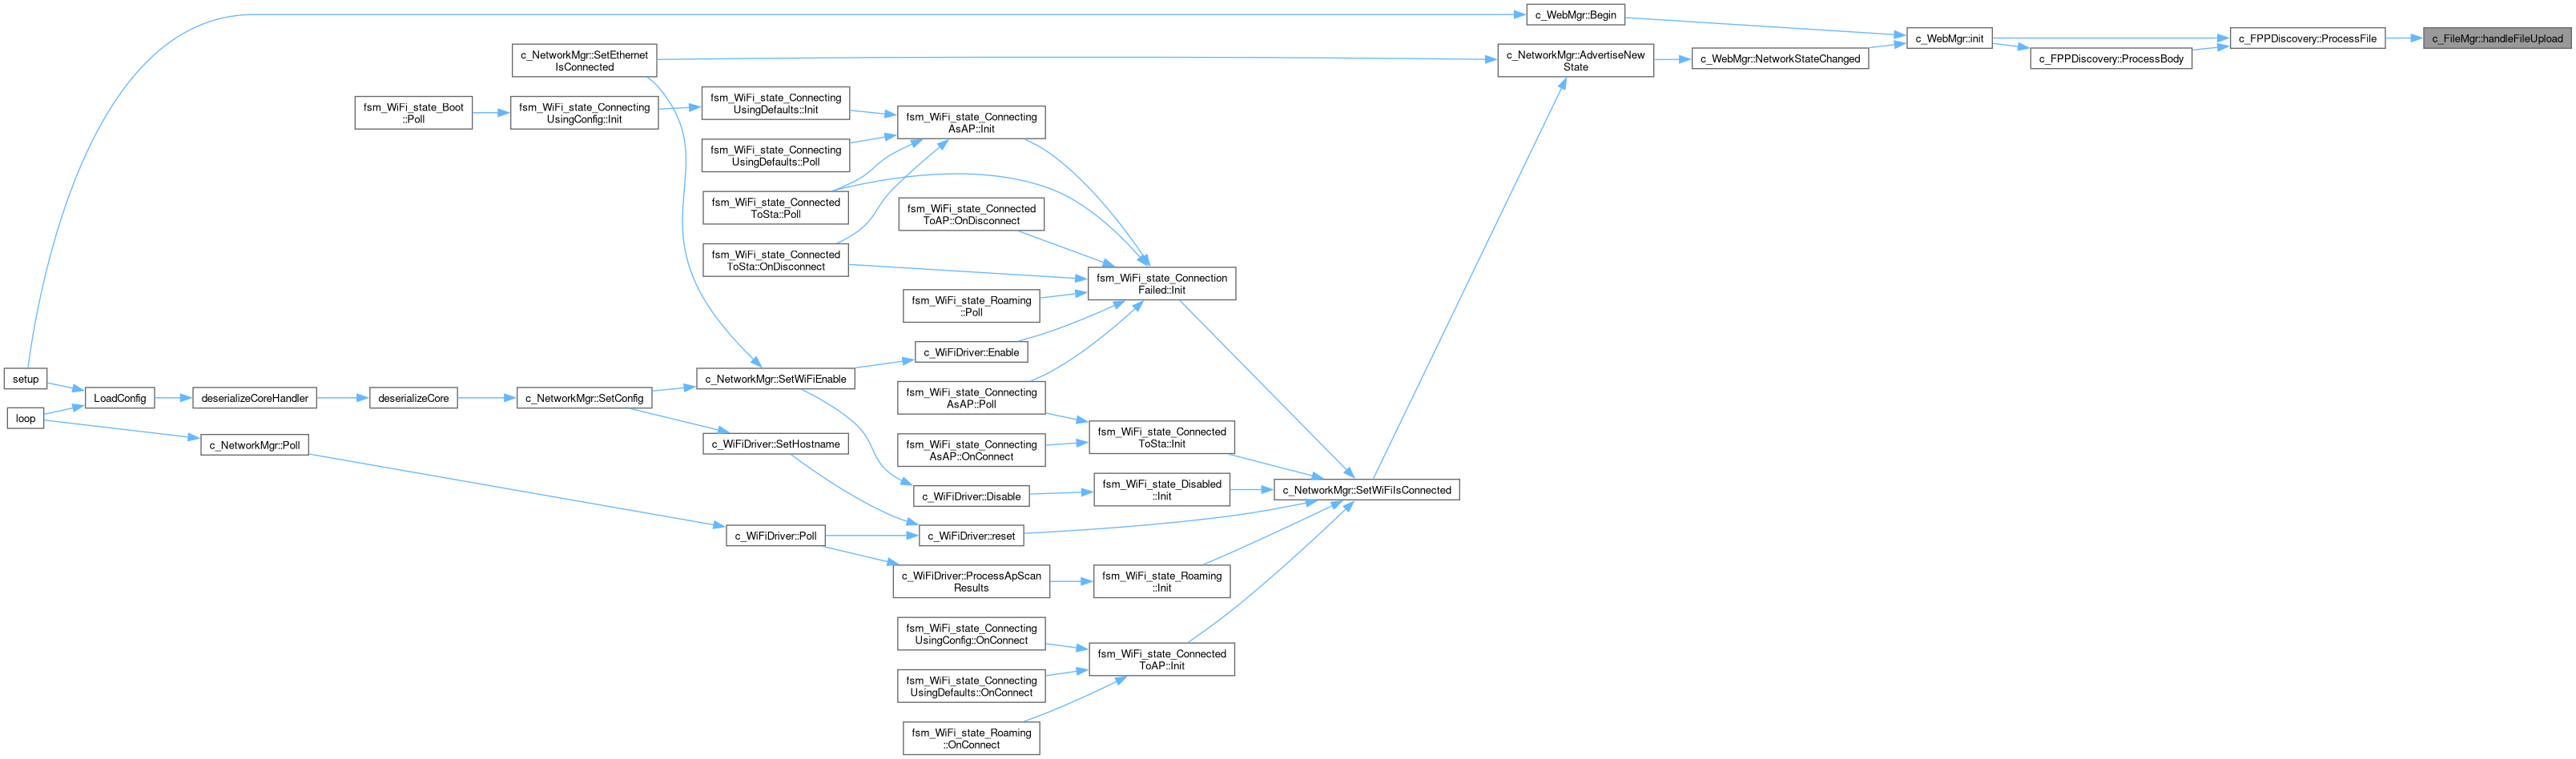 c_WebMgr::Begin
c_WebMgr::init
c_FPPDiscovery::ProcessFile
c_FileMgr::handleFileUpload
c_NetworkMgr::SetEthernet
IsConnected
c_NetworkMgr::AdvertiseNew
State
c_WebMgr::NetworkStateChanged
c_FPPDiscovery::ProcessBody
fsm_WiFi_state_Boot
::Poll
fsm_WiFi_state_Connecting
UsingConfig::Init
fsm_WiFi_state_Connecting
UsingDefaults::Init
fsm_WiFi_state_Connecting
AsAP::Init
fsm_WiFi_state_Connecting
UsingDefaults::Poll
fsm_WiFi_state_Connected
ToSta::Poll
fsm_WiFi_state_Connected
ToAP::OnDisconnect
fsm_WiFi_state_Connected
ToSta::OnDisconnect
fsm_WiFi_state_Connection
Failed::Init
fsm_WiFi_state_Roaming
::Poll
c_WiFiDriver::Enable
setup
LoadConfig
deserializeCoreHandler
deserializeCore
c_NetworkMgr::SetConfig
c_NetworkMgr::SetWiFiEnable
fsm_WiFi_state_Connecting
AsAP::Poll
loop
c_NetworkMgr::Poll
c_WiFiDriver::SetHostname
fsm_WiFi_state_Connecting
AsAP::OnConnect
fsm_WiFi_state_Connected
ToSta::Init
c_WiFiDriver::Disable
fsm_WiFi_state_Disabled
::Init
c_NetworkMgr::SetWiFiIsConnected
c_WiFiDriver::Poll
c_WiFiDriver::reset
c_WiFiDriver::ProcessApScan
Results
fsm_WiFi_state_Roaming
::Init
fsm_WiFi_state_Connecting
UsingConfig::OnConnect
fsm_WiFi_state_Connected
ToAP::Init
fsm_WiFi_state_Connecting
UsingDefaults::OnConnect
fsm_WiFi_state_Roaming
::OnConnect